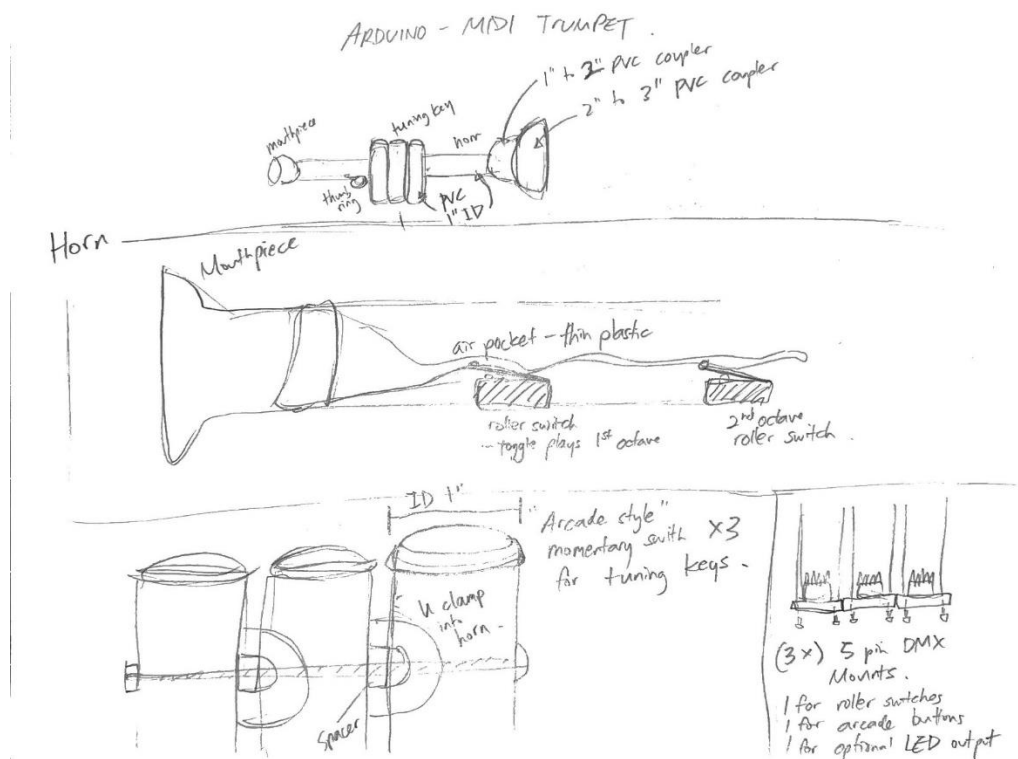 ARDUINO - MIDI TRUMPET.
1" to 2" PVC coupler
2" to 3" PVC coupler
mouthpiece
tuning key
horn
thumb
ring
PVC
1" ID
Horn
Mouthpiece
air pocket - thin plastic
roller switch
- toggle plays 1st octave
2nd octave
roller switch.
ID 1"
"Arcade style"
momentary swith x3
for tuning keys.
U clamp
into
horn.
Spacer
(3x) 5 pin DMX
Mounts.
1 for roller switches
1 for arcade buttons
1 for optional LED output